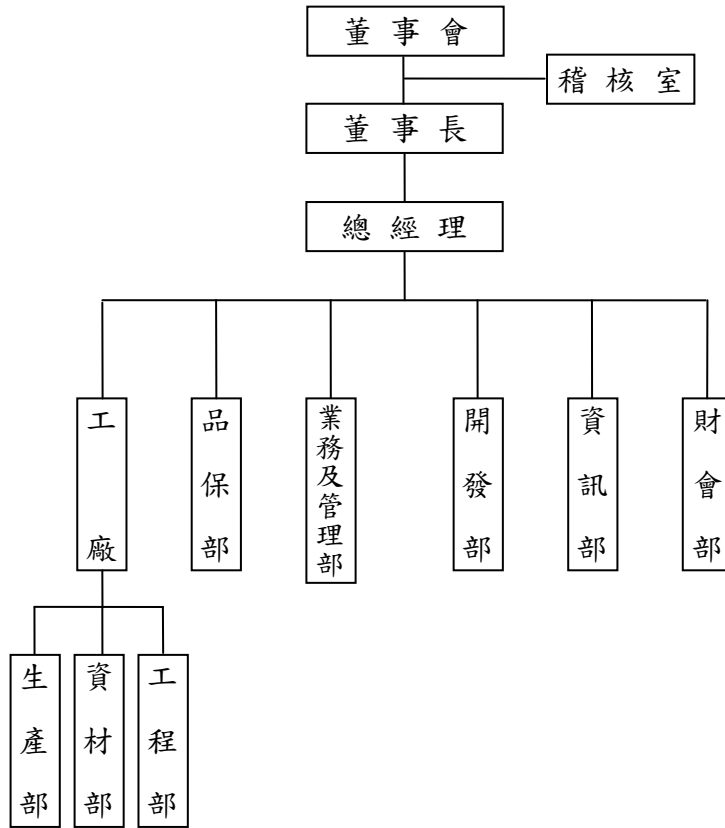 董事會
稽核室
董事長
總經理
工廠
品保部
業務及管理部
開發部
資訊部
財會部
生產部
資材部
工程部